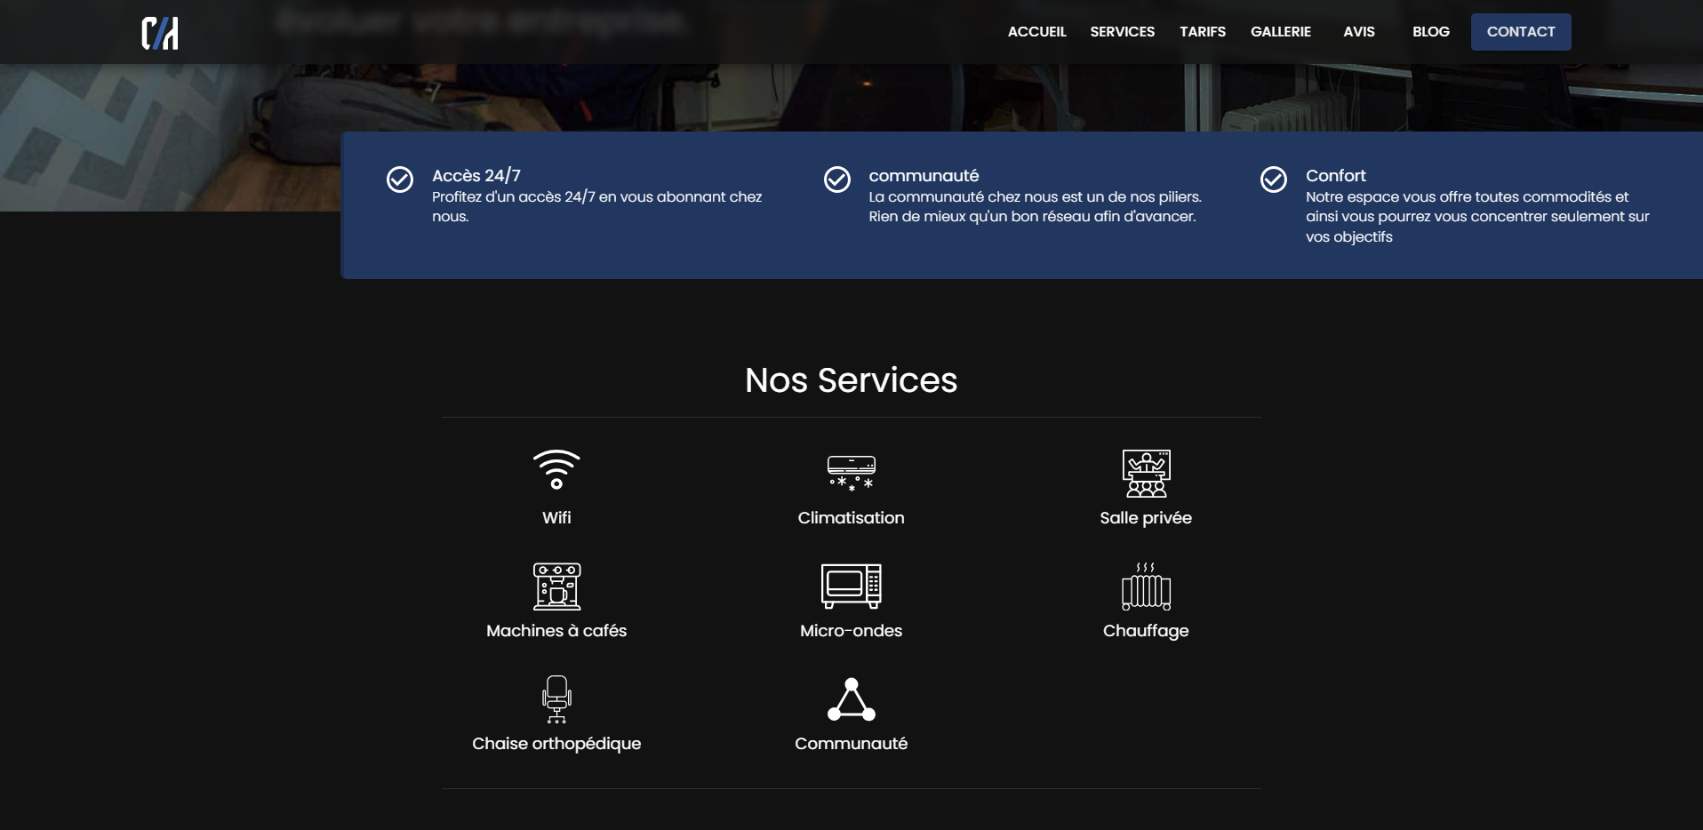 évoluer votre entreprise.
ACCUEIL SERVICES TARIFS GALLERIE AVIS BLOG CONTACT
Accès 24/7
Profitez d'un accès 24/7 en vous abonnant chez
nous.
communauté
La communauté chez nous est un de nos piliers.
Rien de mieux qu'un bon réseau afin d'avancer.
Confort
Notre espace vous offre toutes commodités et
ainsi vous pourrez vous concentrer seulement sur
vos objectifs
Nos Services
Wifi
Climatisation
Salle privée
Machines à cafés
Micro-ondes
Chauffage
Chaise orthopédique
Communauté